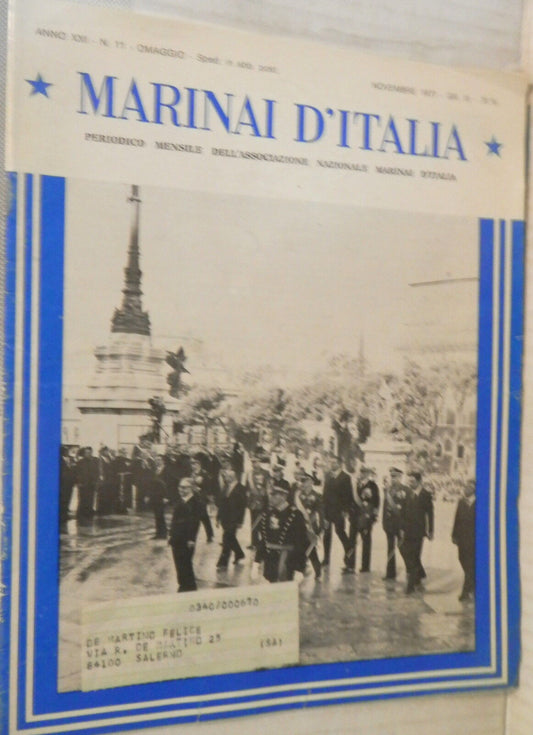 ANNO XXII - N. 11 - OMAGGIO - Sped. in abb. post.
NOVEMBRE 1977
MARINAI D'ITALIA
PERIODICO MENSILE DELL'ASSOCIAZIONE NAZIONALE MARINAI D'ITALIA
0340/000670
DE MARTINO FELICE
VIA R. DE MARTINO 23
84100 SALERNO (SA)